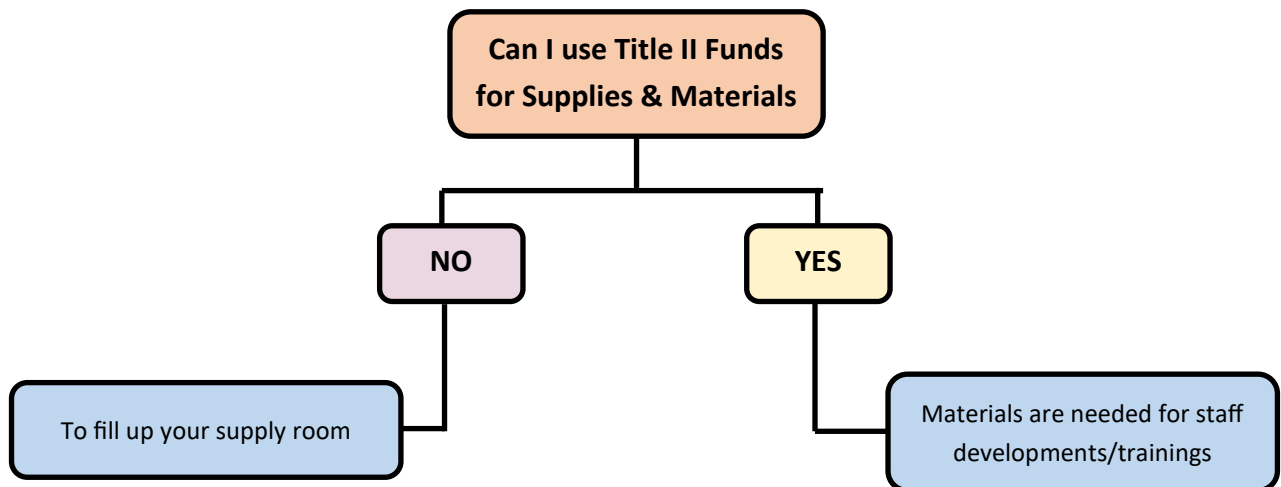 Can I use Title II Funds
for Supplies & Materials
NO
YES
To fill up your supply room
Materials are needed for staff
developments/trainings